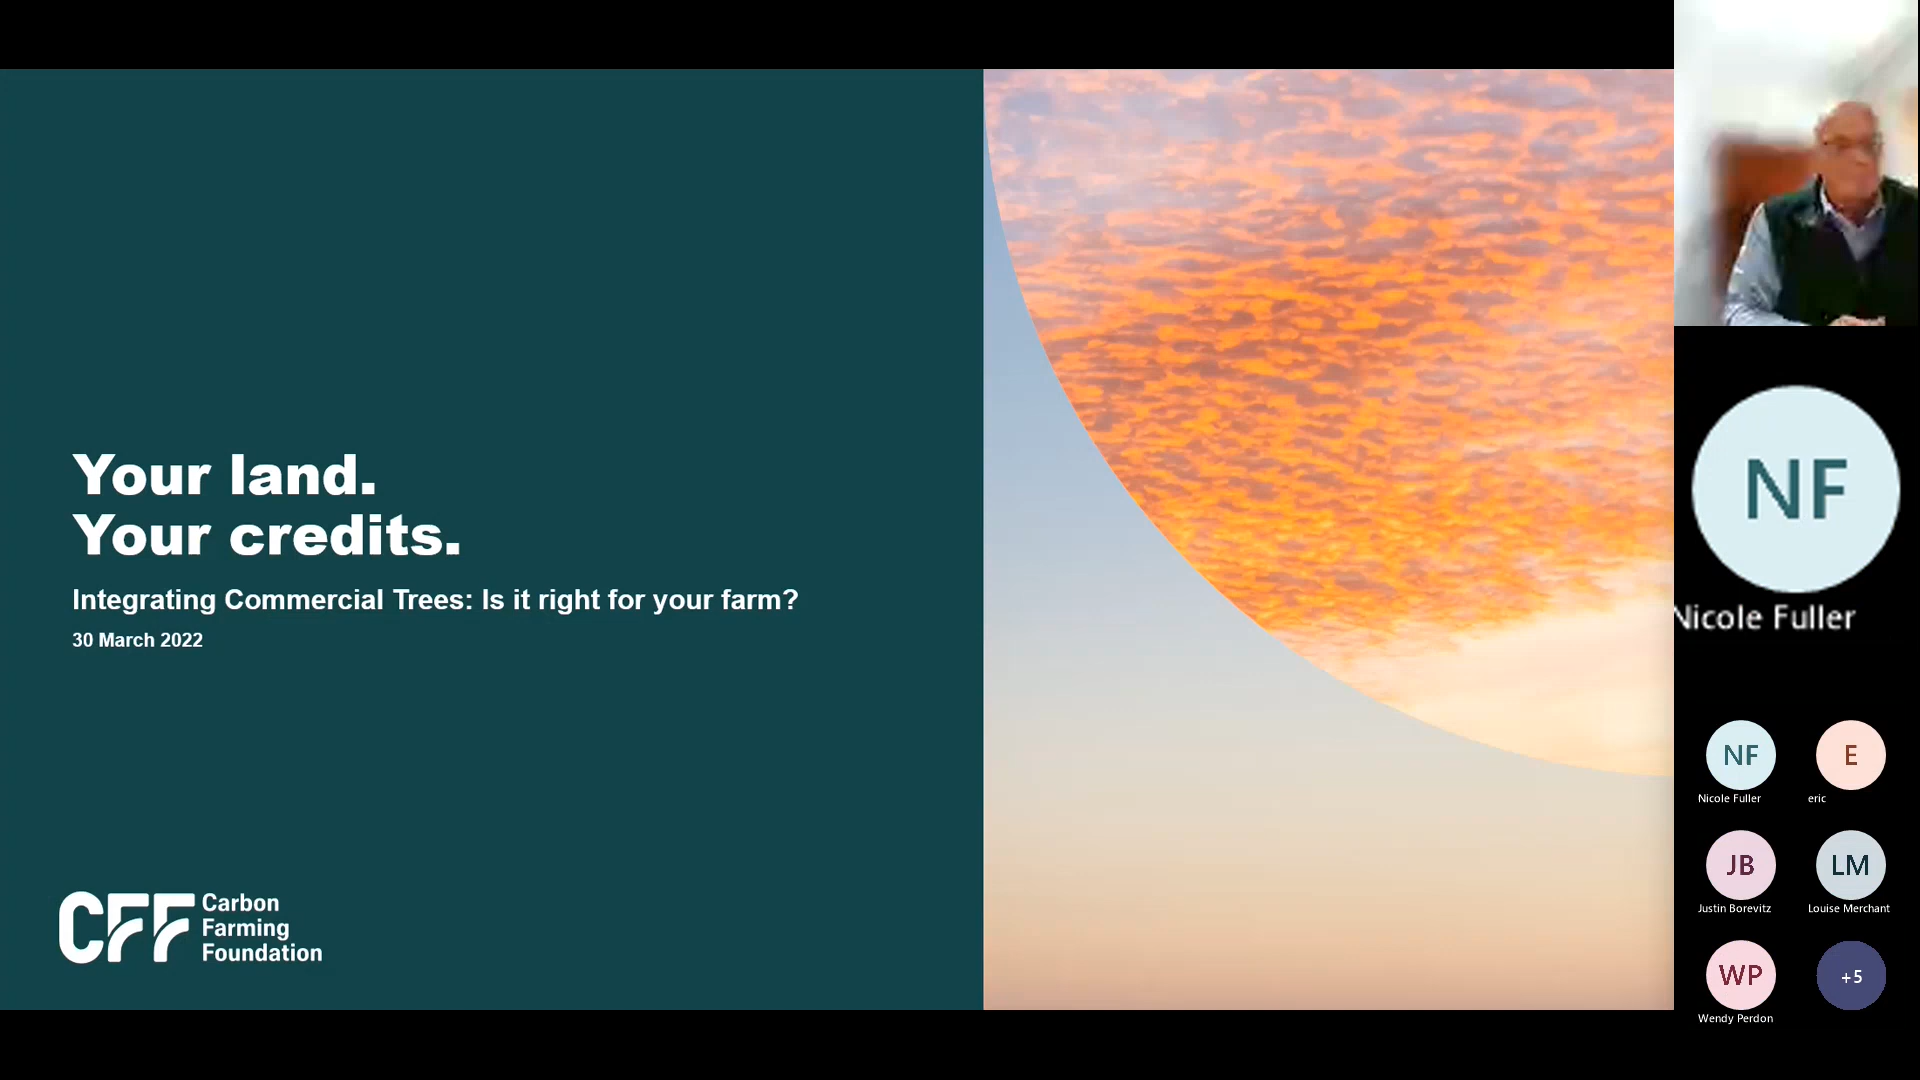 Your land.
Your credits.
Integrating Commercial Trees: Is it right for your farm?
30 March 2022
CFF
Carbon
Farming
Foundation
NF
Nicole Fuller
NF
Nicole Fuller
E
eric
JB
Justin Borevitz
LM
Louise Merchant
WP
Wendy Perdon
+5